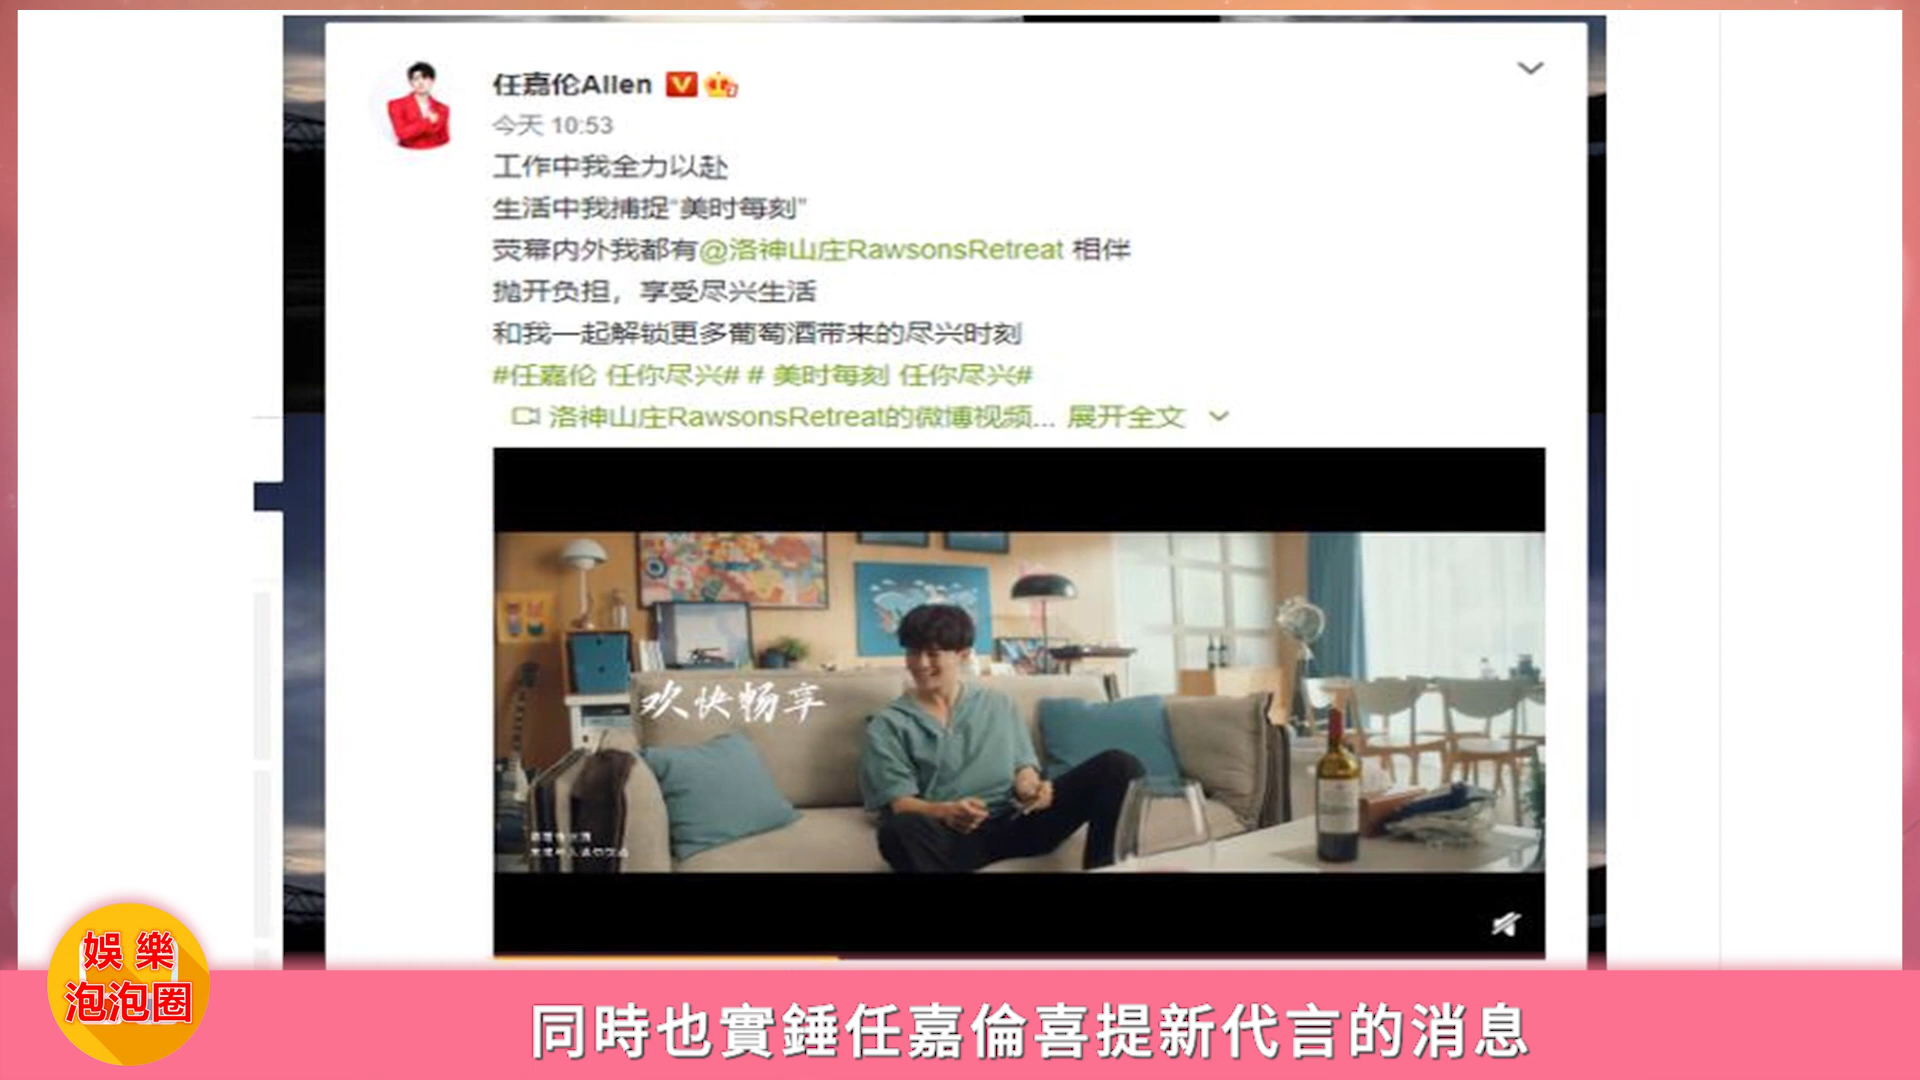 任嘉伦Allen
今天 10:53
工作中我全力以赴
生活中我捕捉“美时每刻”
荧幕内外我都有@洛神山庄RawsonsRetreat 相伴
抛开负担，享受尽兴生活
和我一起解锁更多葡萄酒带来的尽兴时刻
#任嘉伦 任你尽兴# # 美时每刻 任你尽兴#
洛神山庄RawsonsRetreat的微博视频... 展开全文
欢快畅享
娛樂
泡泡圈
同時也實錘任嘉倫喜提新代言的消息